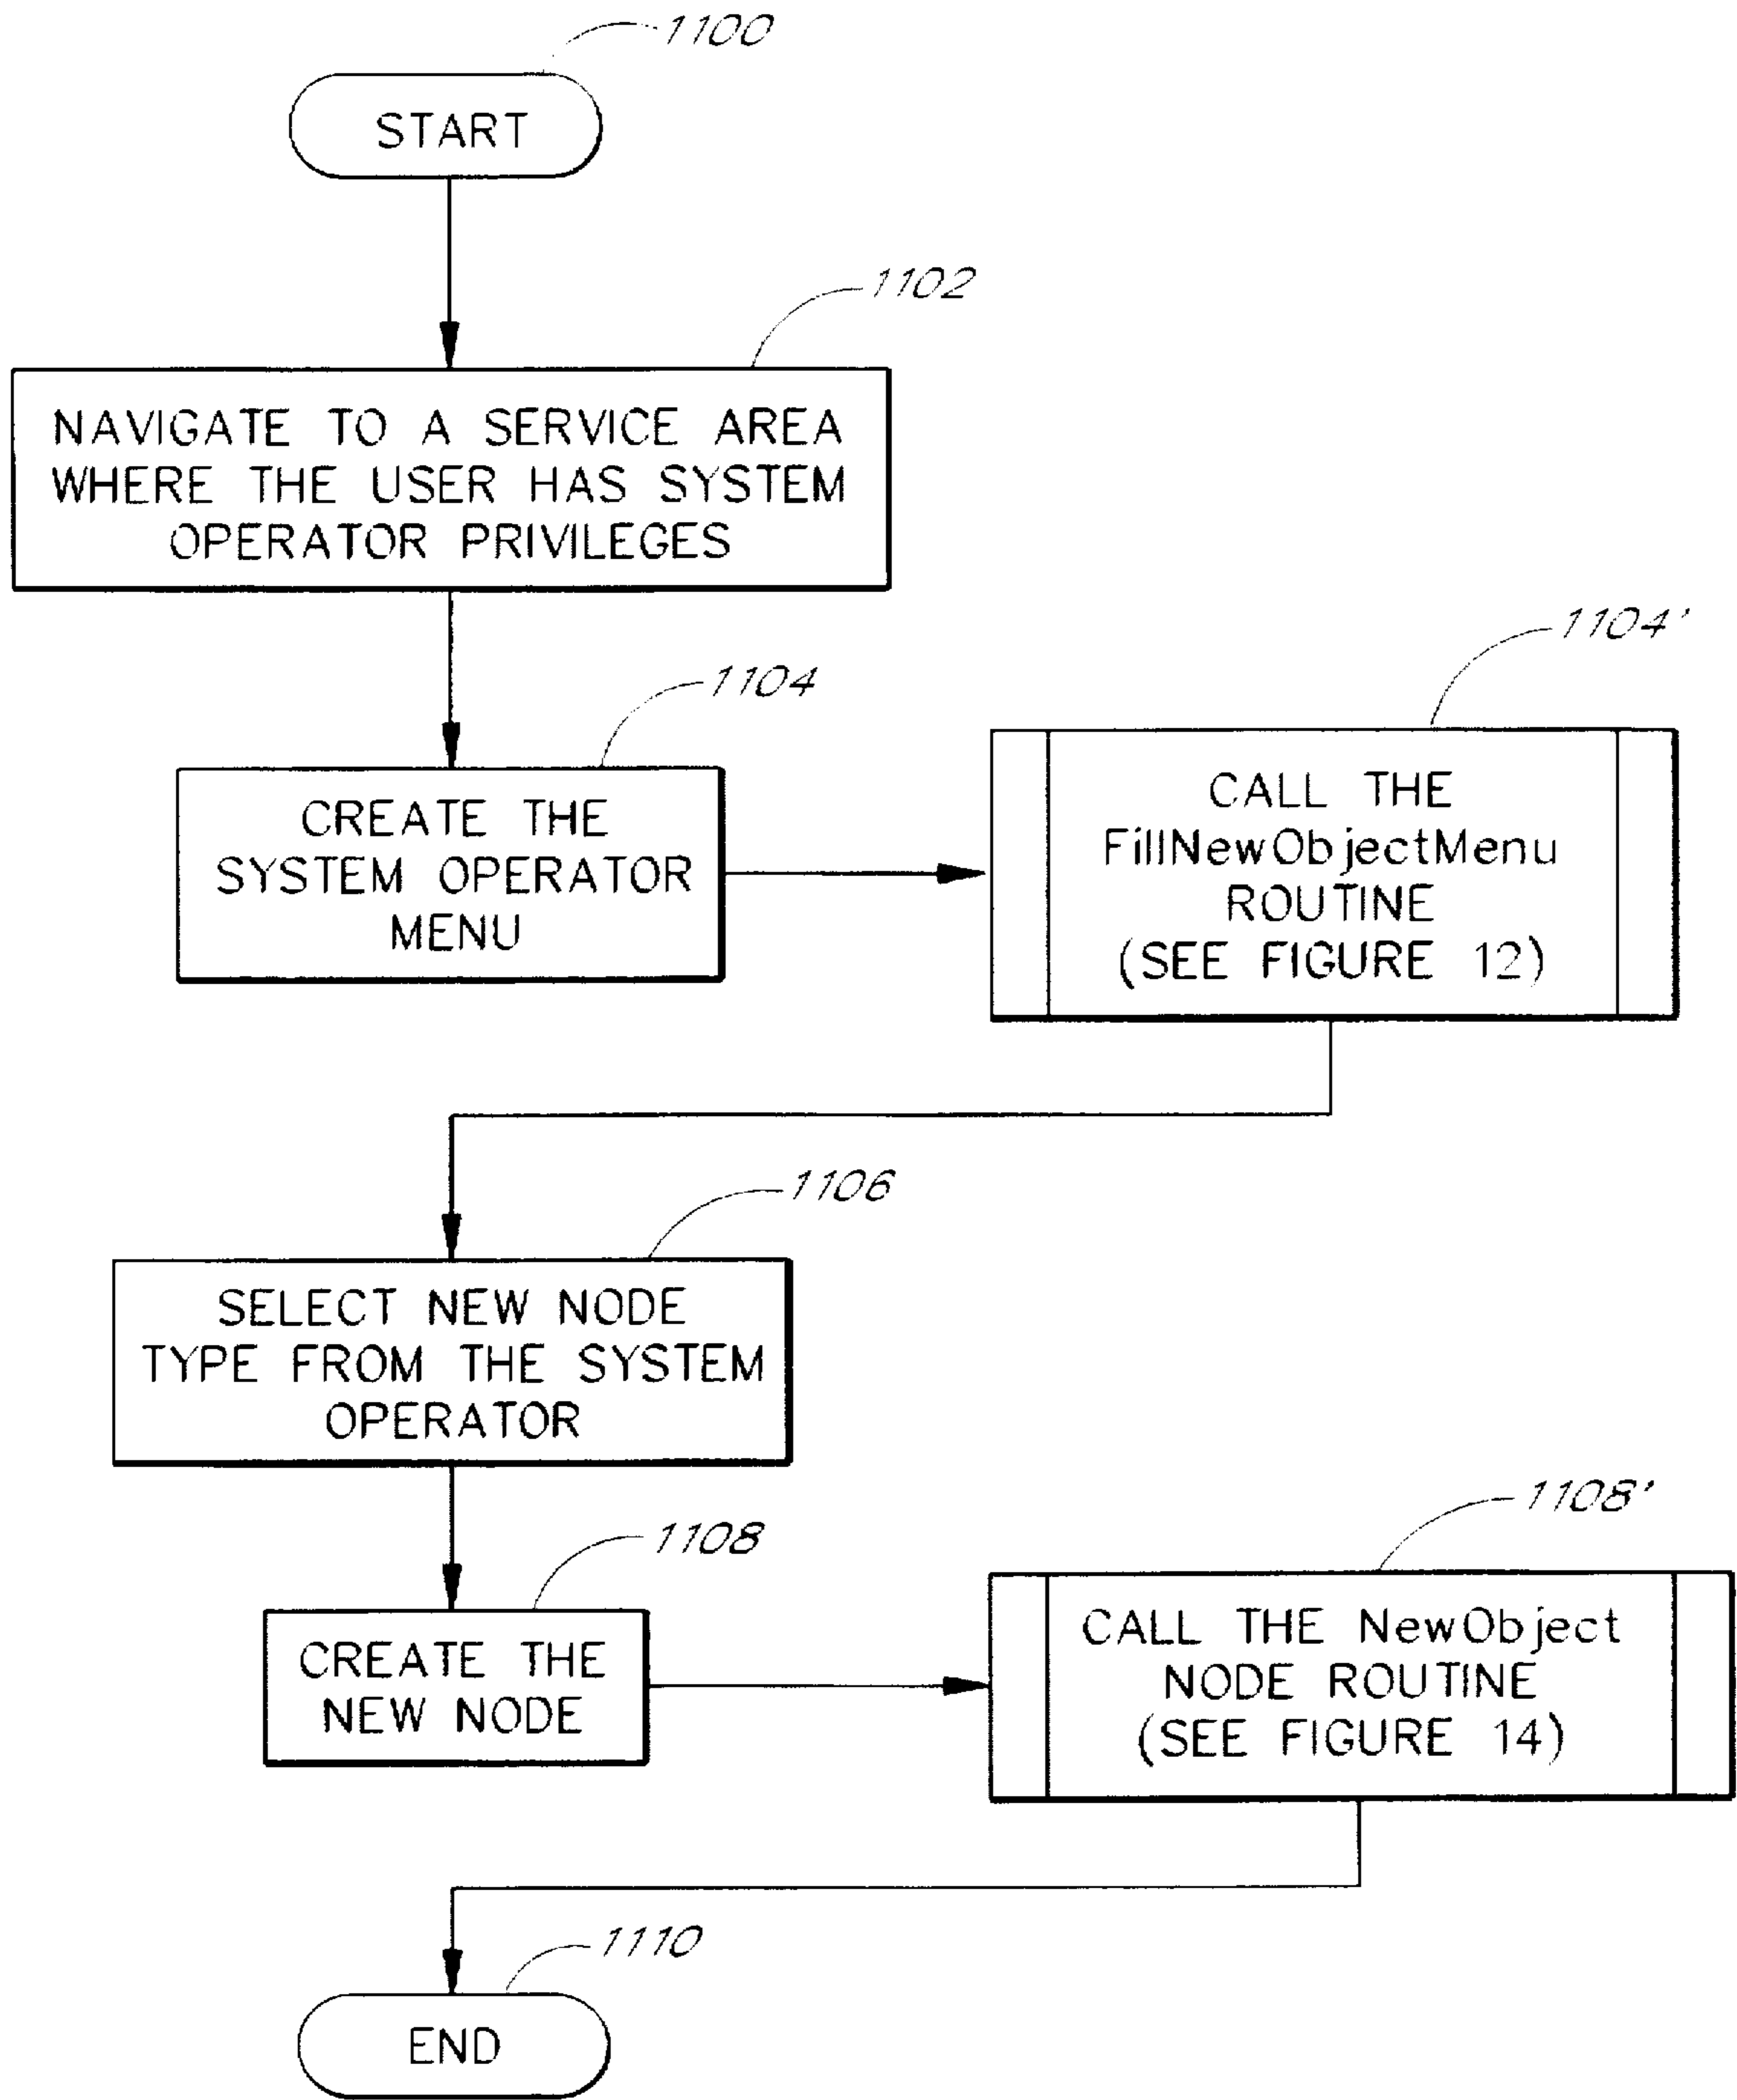 1100
START
1102
NAVIGATE TO A SERVICE AREA
WHERE THE USER HAS SYSTEM
OPERATOR PRIVILEGES
1104
CREATE THE
SYSTEM OPERATOR
MENU
1104'
CALL THE
FillNewObjectMenu
ROUTINE
(SEE FIGURE 12)
1106
SELECT NEW NODE
TYPE FROM THE SYSTEM
OPERATOR
1108
CREATE THE
NEW NODE
1108'
CALL THE NewObject
NODE ROUTINE
(SEE FIGURE 14)
1110
END